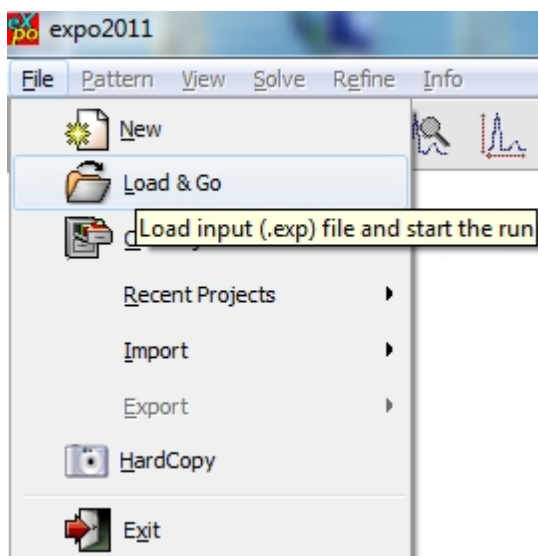 expo2011
File Pattern View Solve Refine Info
New
Load & Go
Load input (.exp) file and start the run
Recent Projects
Import
Export
HardCopy
Exit